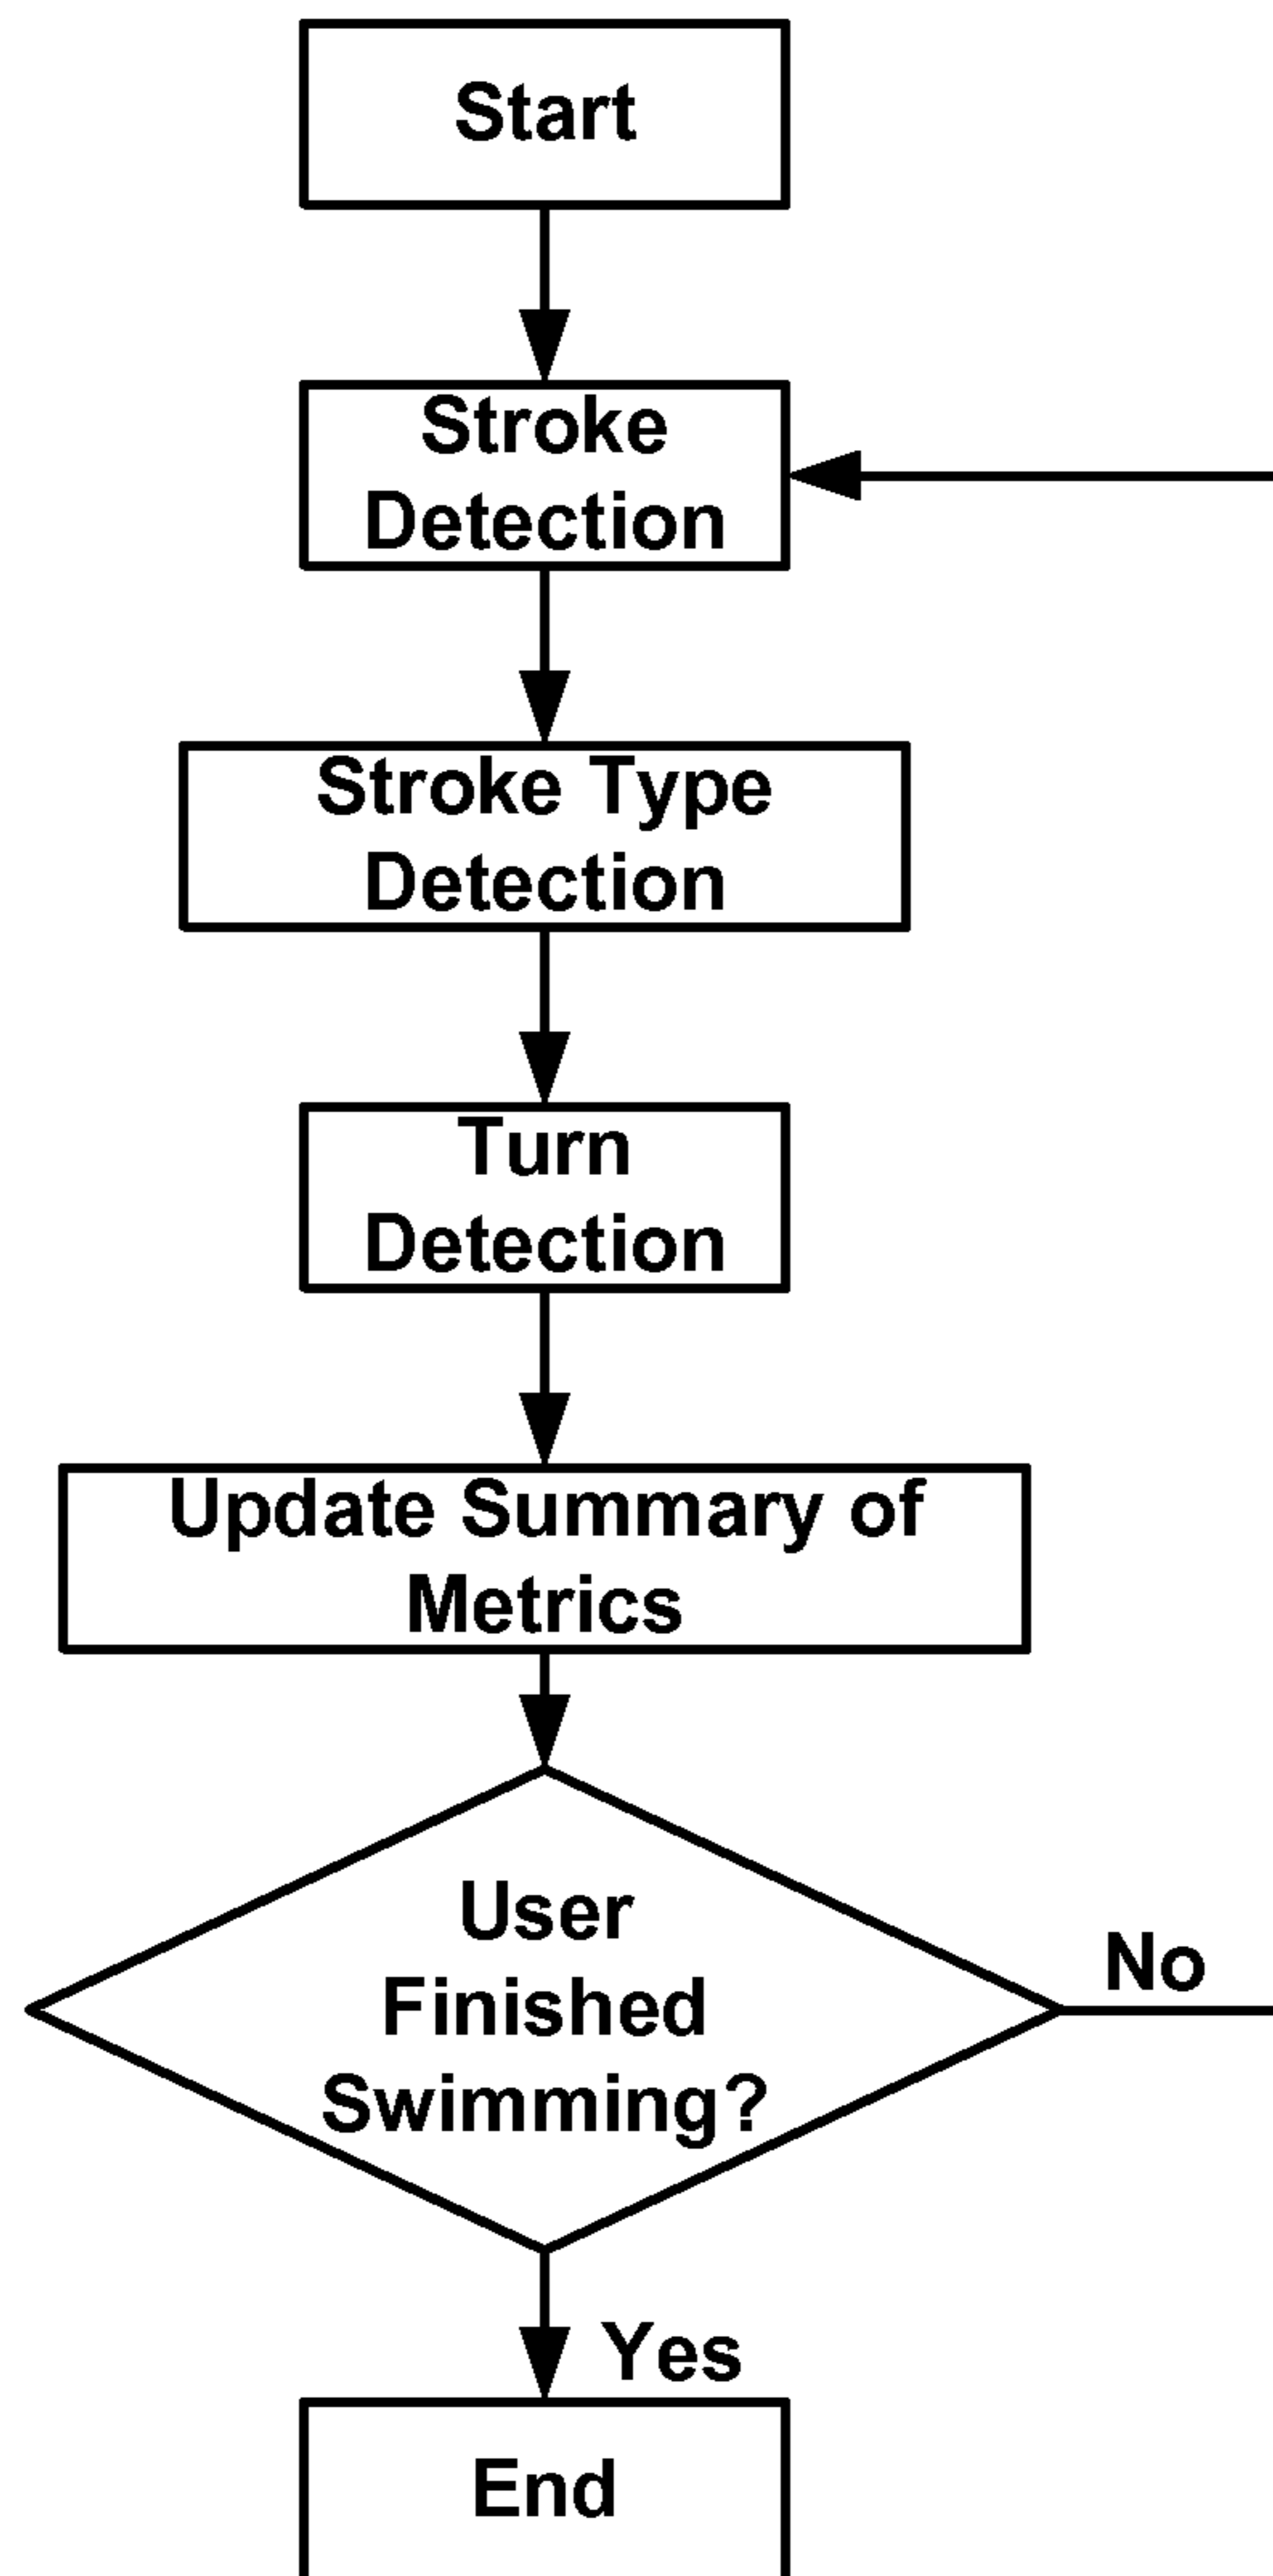 Start
Stroke
Detection
Stroke Type
Detection
Turn
Detection
Update Summary of
Metrics
User
Finished
Swimming?
No
Yes
End